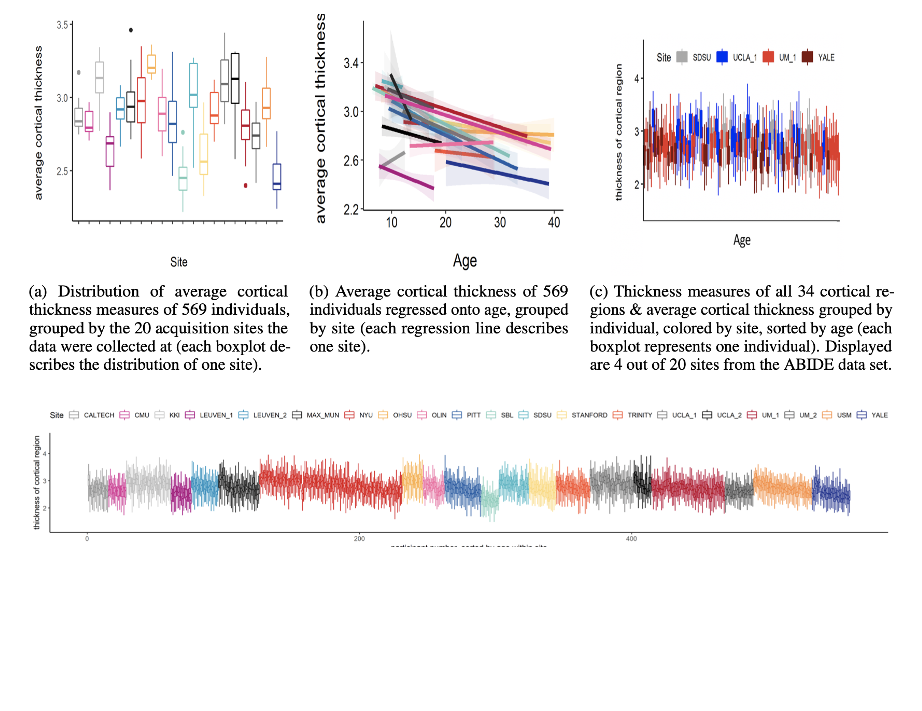 average cortical thickness
3.5
3.0
2.5
Site
average cortical thickness
3.4
3.0
2.6
2.2
10 20 30 40
Age
Site SDSU UCLA_1 UM_1 YALE
thickness of cortical region
4
3
2
Age
(a) Distribution of average cortical
thickness measures of 569 individuals,
grouped by the 20 acquisition sites the
data were collected at (each boxplot de-
scribes the distribution of one site).
(b) Average cortical thickness of 569
individuals regressed onto age, grouped
by site (each regression line describes
one site).
(c) Thickness measures of all 34 cortical re-
gions & average cortical thickness grouped by
individual, colored by site, sorted by age (each
boxplot represents one individual). Displayed
are 4 out of 20 sites from the ABIDE data set.
Site CALTECH CMU KKI LEUVEN_1 LEUVEN_2 MAX_MUN NYU OHSU OLIN PITT SBL SDSU STANFORD TRINITY UCLA_1 UCLA_2 UM_1 UM_2 USM YALE
thickness of cortical region
4
3
2
0 200 400